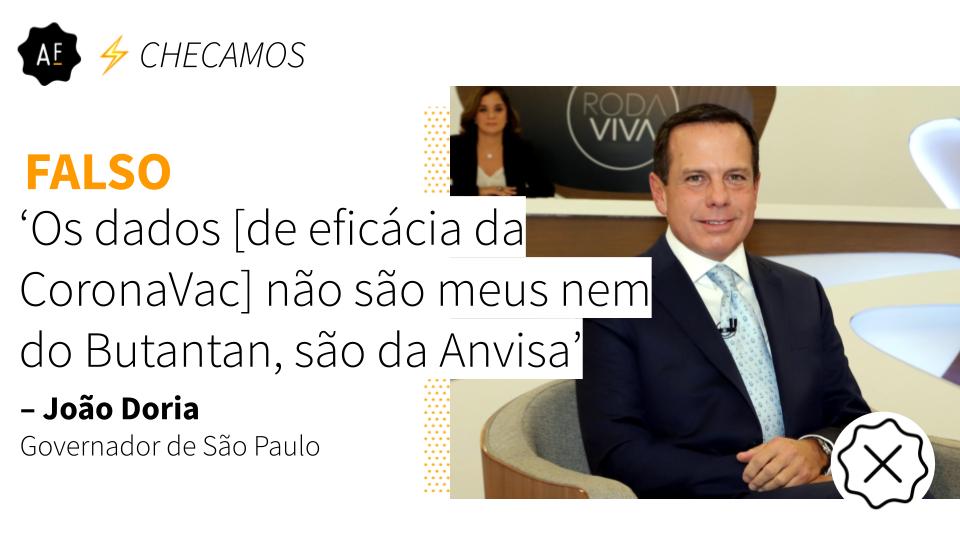 AF
CHECAMOS
RODA
VIVA
FALSO
‘Os dados [de eficácia da
CoronaVac] não são meus nem
do Butantan, são da Anvisa’
– João Doria
Governador de São Paulo